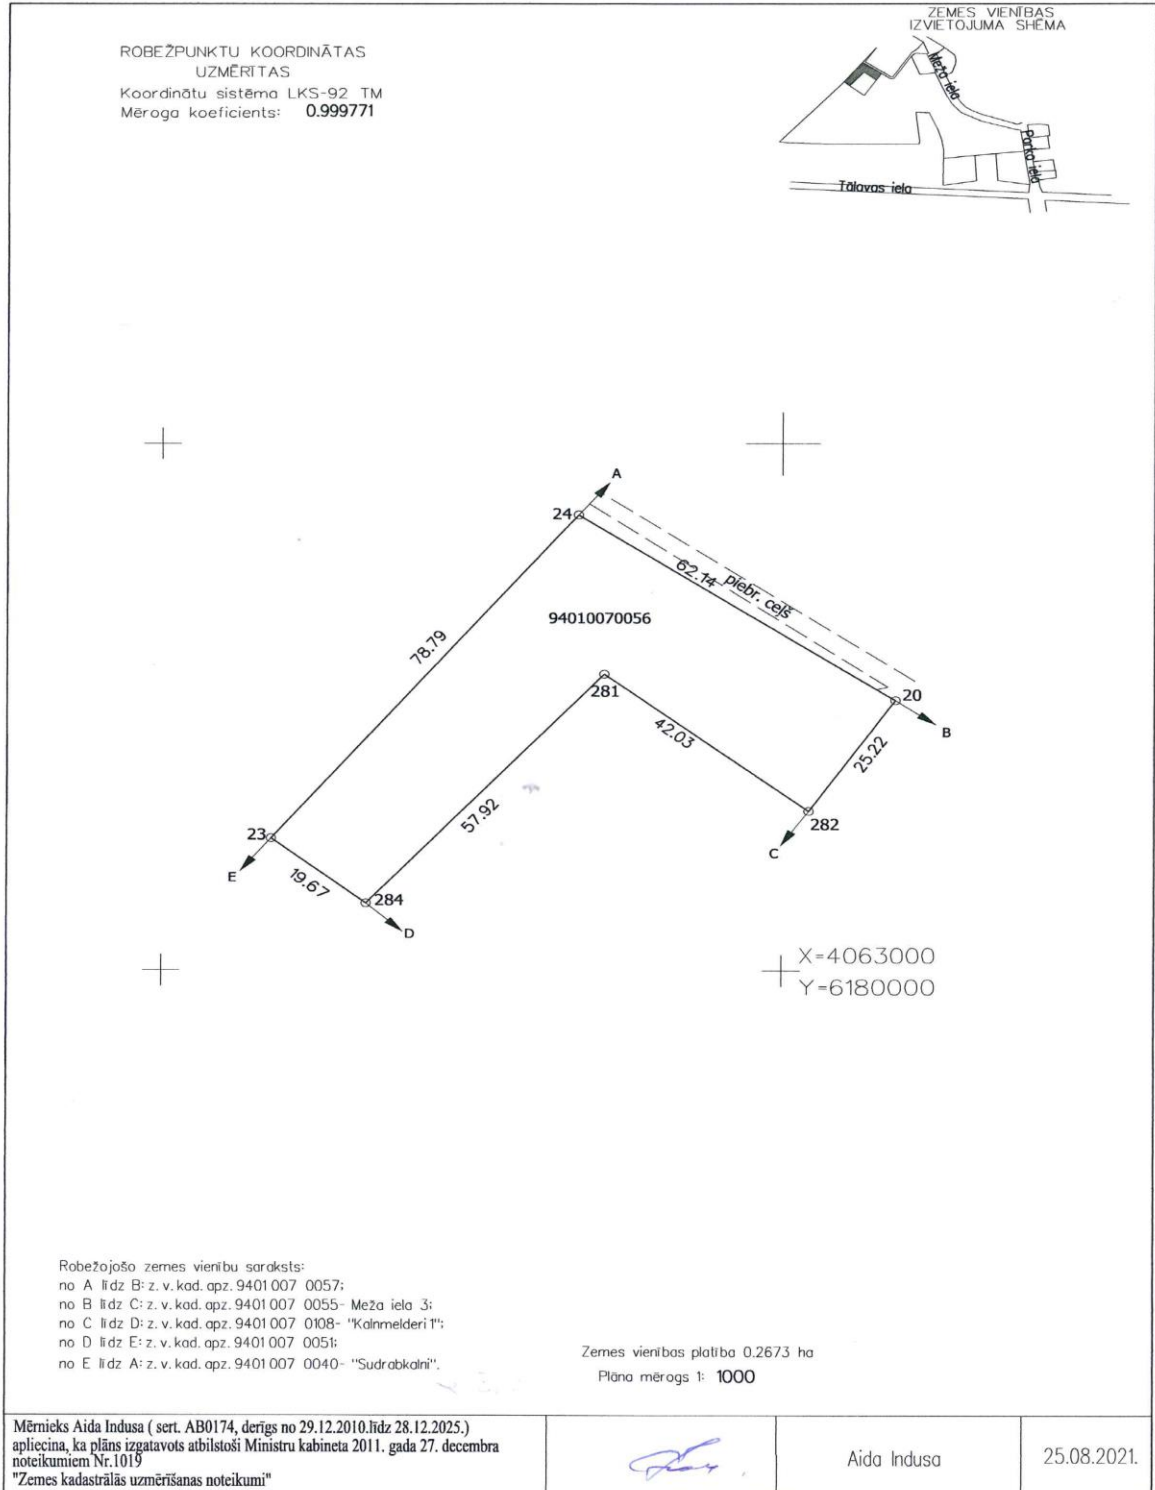 ZEMES VIENĪBAS
IZVIETOJUMA SHĒMA
ROBEŽPUNKTU KOORDINĀTAS
UZMĒRĪTAS
Koordinātu sistēma LKS-92 TM
Mēroga koeficients: 0.999771
Meža iela
Parka iela
Tālavas iela
A
24
62.14
piebr. ceļš
94010070056
78.79
281
20
B
42.03
25.22
57.92
282
C
23
E
19.67
284
D
X=4063000
Y=6180000
Robežojošo zemes vienību saraksts:
no A līdz B: z. v. kad. apz. 9401 007 0057;
no B līdz C: z. v. kad. apz. 9401 007 0055- Meža iela 3;
no C līdz D: z. v. kad. apz. 9401 007 0108- "Kalnmelderi 1";
no D līdz E: z. v. kad. apz. 9401 007 0051;
no E līdz A: z. v. kad. apz. 9401 007 0040- "Sudrabkalni".
Zemes vienības platība 0.2673 ha
Plāna mērogs 1: 1000
Mērnieks Aida Indusa ( sert. AB0174, derīgs no 29.12.2010.līdz 28.12.2025.)
apliecina, ka plāns izgatavots atbilstoši Ministru kabineta 2011. gada 27. decembra
noteikumiem Nr.1019
"Zemes kadastrālās uzmērīšanas noteikumi"
Aida Indusa
25.08.2021.